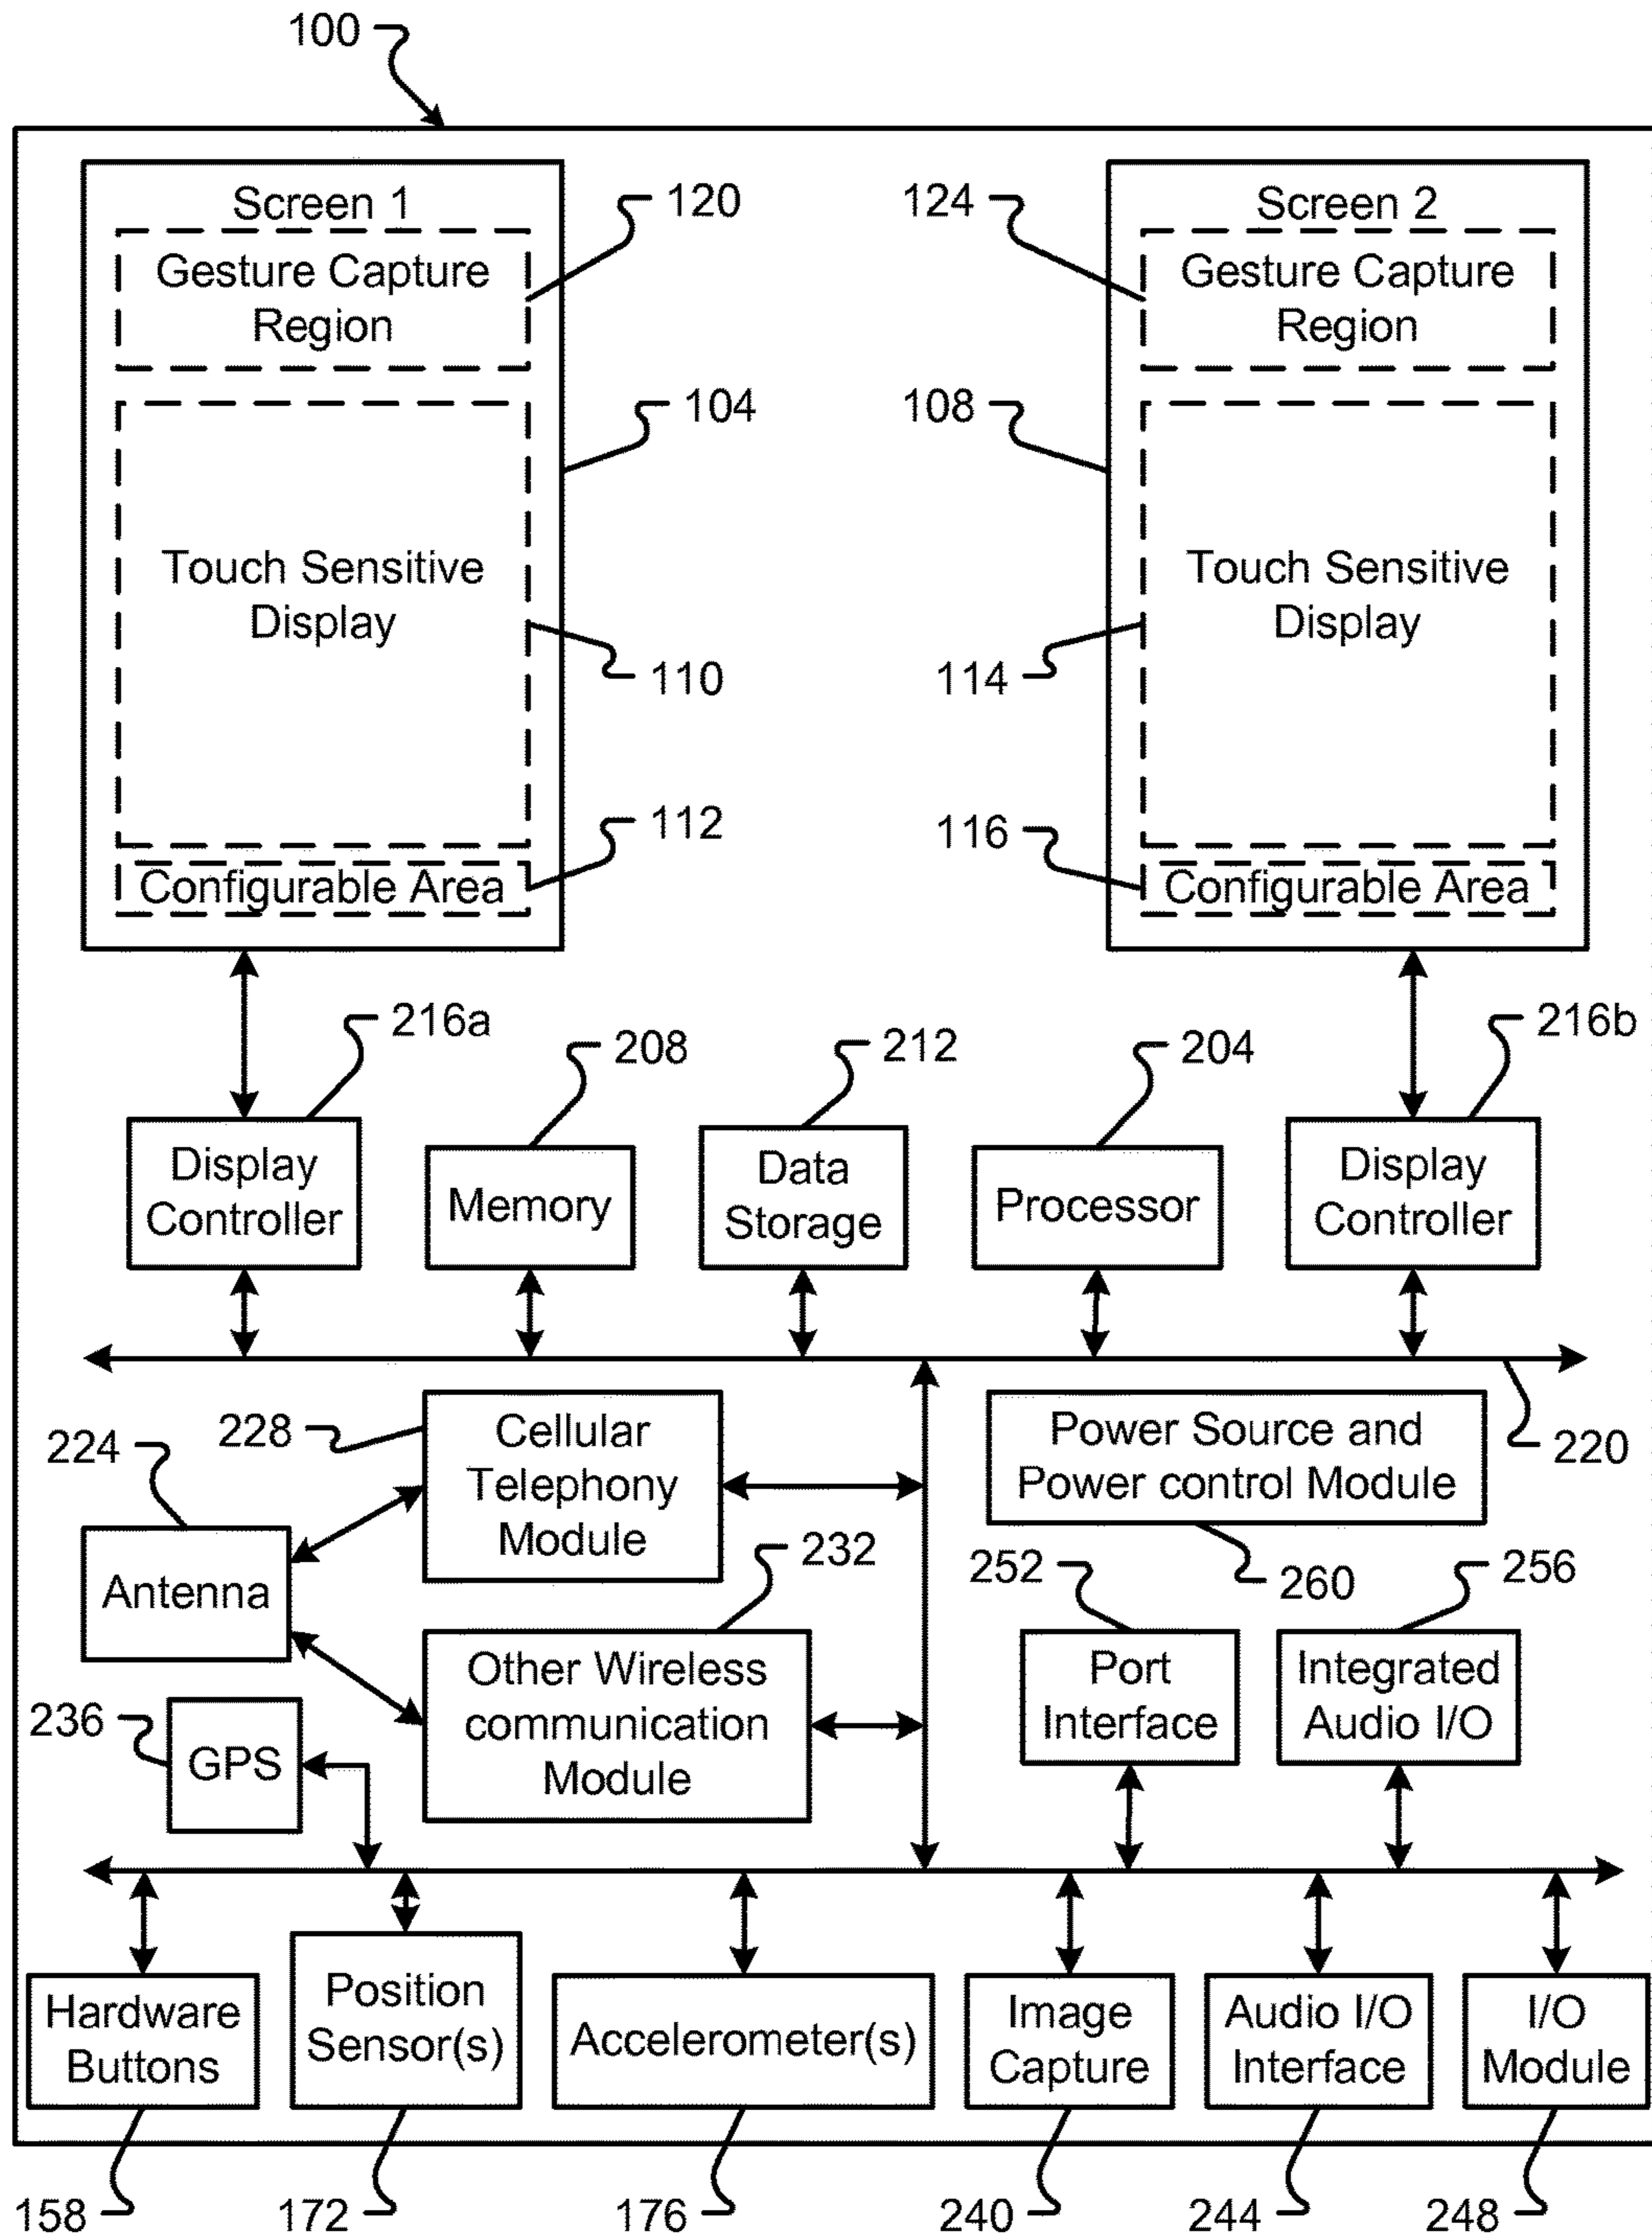 100
Screen 1
Gesture Capture
Region
120
124
Screen 2
Gesture Capture
Region
104
108
Touch Sensitive
Display
110
114
Touch Sensitive
Display
112
116
Configurable Area
Configurable Area
216a
208
212
204
216b
Display
Controller
Memory
Data
Storage
Processor
Display
Controller
228
224
Cellular
Telephony
Module
Power Source and
Power control Module
220
Antenna
232
252
260
256
236
GPS
Other Wireless
communication
Module
Port
Interface
Integrated
Audio I/O
Hardware
Buttons
Position
Sensor(s)
Accelerometer(s)
Image
Capture
Audio I/O
Interface
I/O
Module
158
172
176
240
244
248